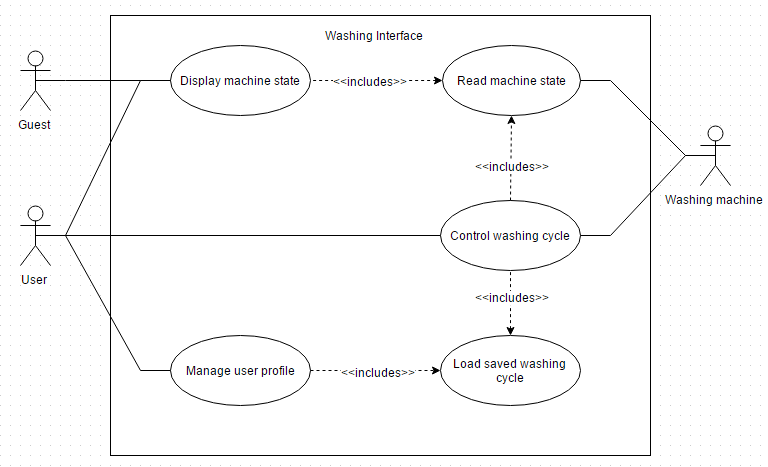 Washing Interface
Display machine state
<<includes>>
Read machine state
Guest
<<includes>>
Washing machine
Control washing cycle
User
<<includes>>
Manage user profile
<<includes>>
Load saved washing
cycle